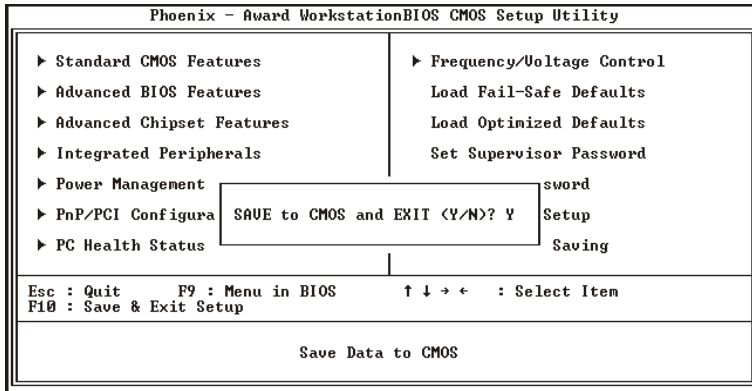 Phoenix - Award WorkstationBIOS CMOS Setup Utility
▶ Standard CMOS Features
▶ Advanced BIOS Features
▶ Advanced Chipset Features
▶ Integrated Peripherals
▶ Power Management
▶ PnP/PCI Configura
▶ PC Health Status
▶ Frequency/Voltage Control
Load Fail-Safe Defaults
Load Optimized Defaults
Set Supervisor Password
sword
Setup
Saving
SAVE to CMOS and EXIT (Y/N)? Y
Esc : Quit F9 : Menu in BIOS ↑ ↓ → ← : Select Item
F10 : Save & Exit Setup
Save Data to CMOS